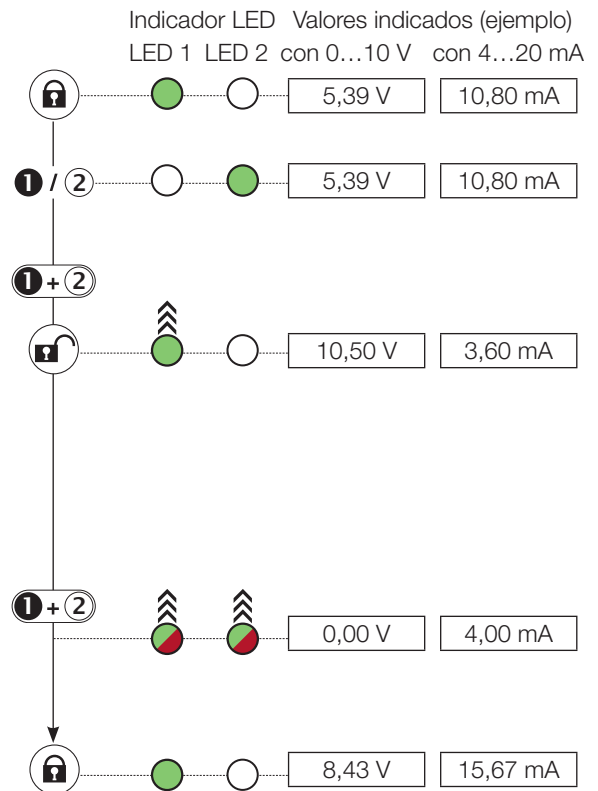 Indicador LED Valores indicados (ejemplo)
LED 1 LED 2 con 0…10 V con 4…20 mA
5,39 V 10,80 mA
1 / 2 5,39 V 10,80 mA
1 + 2
10,50 V 3,60 mA
1 + 2
0,00 V 4,00 mA
8,43 V 15,67 mA